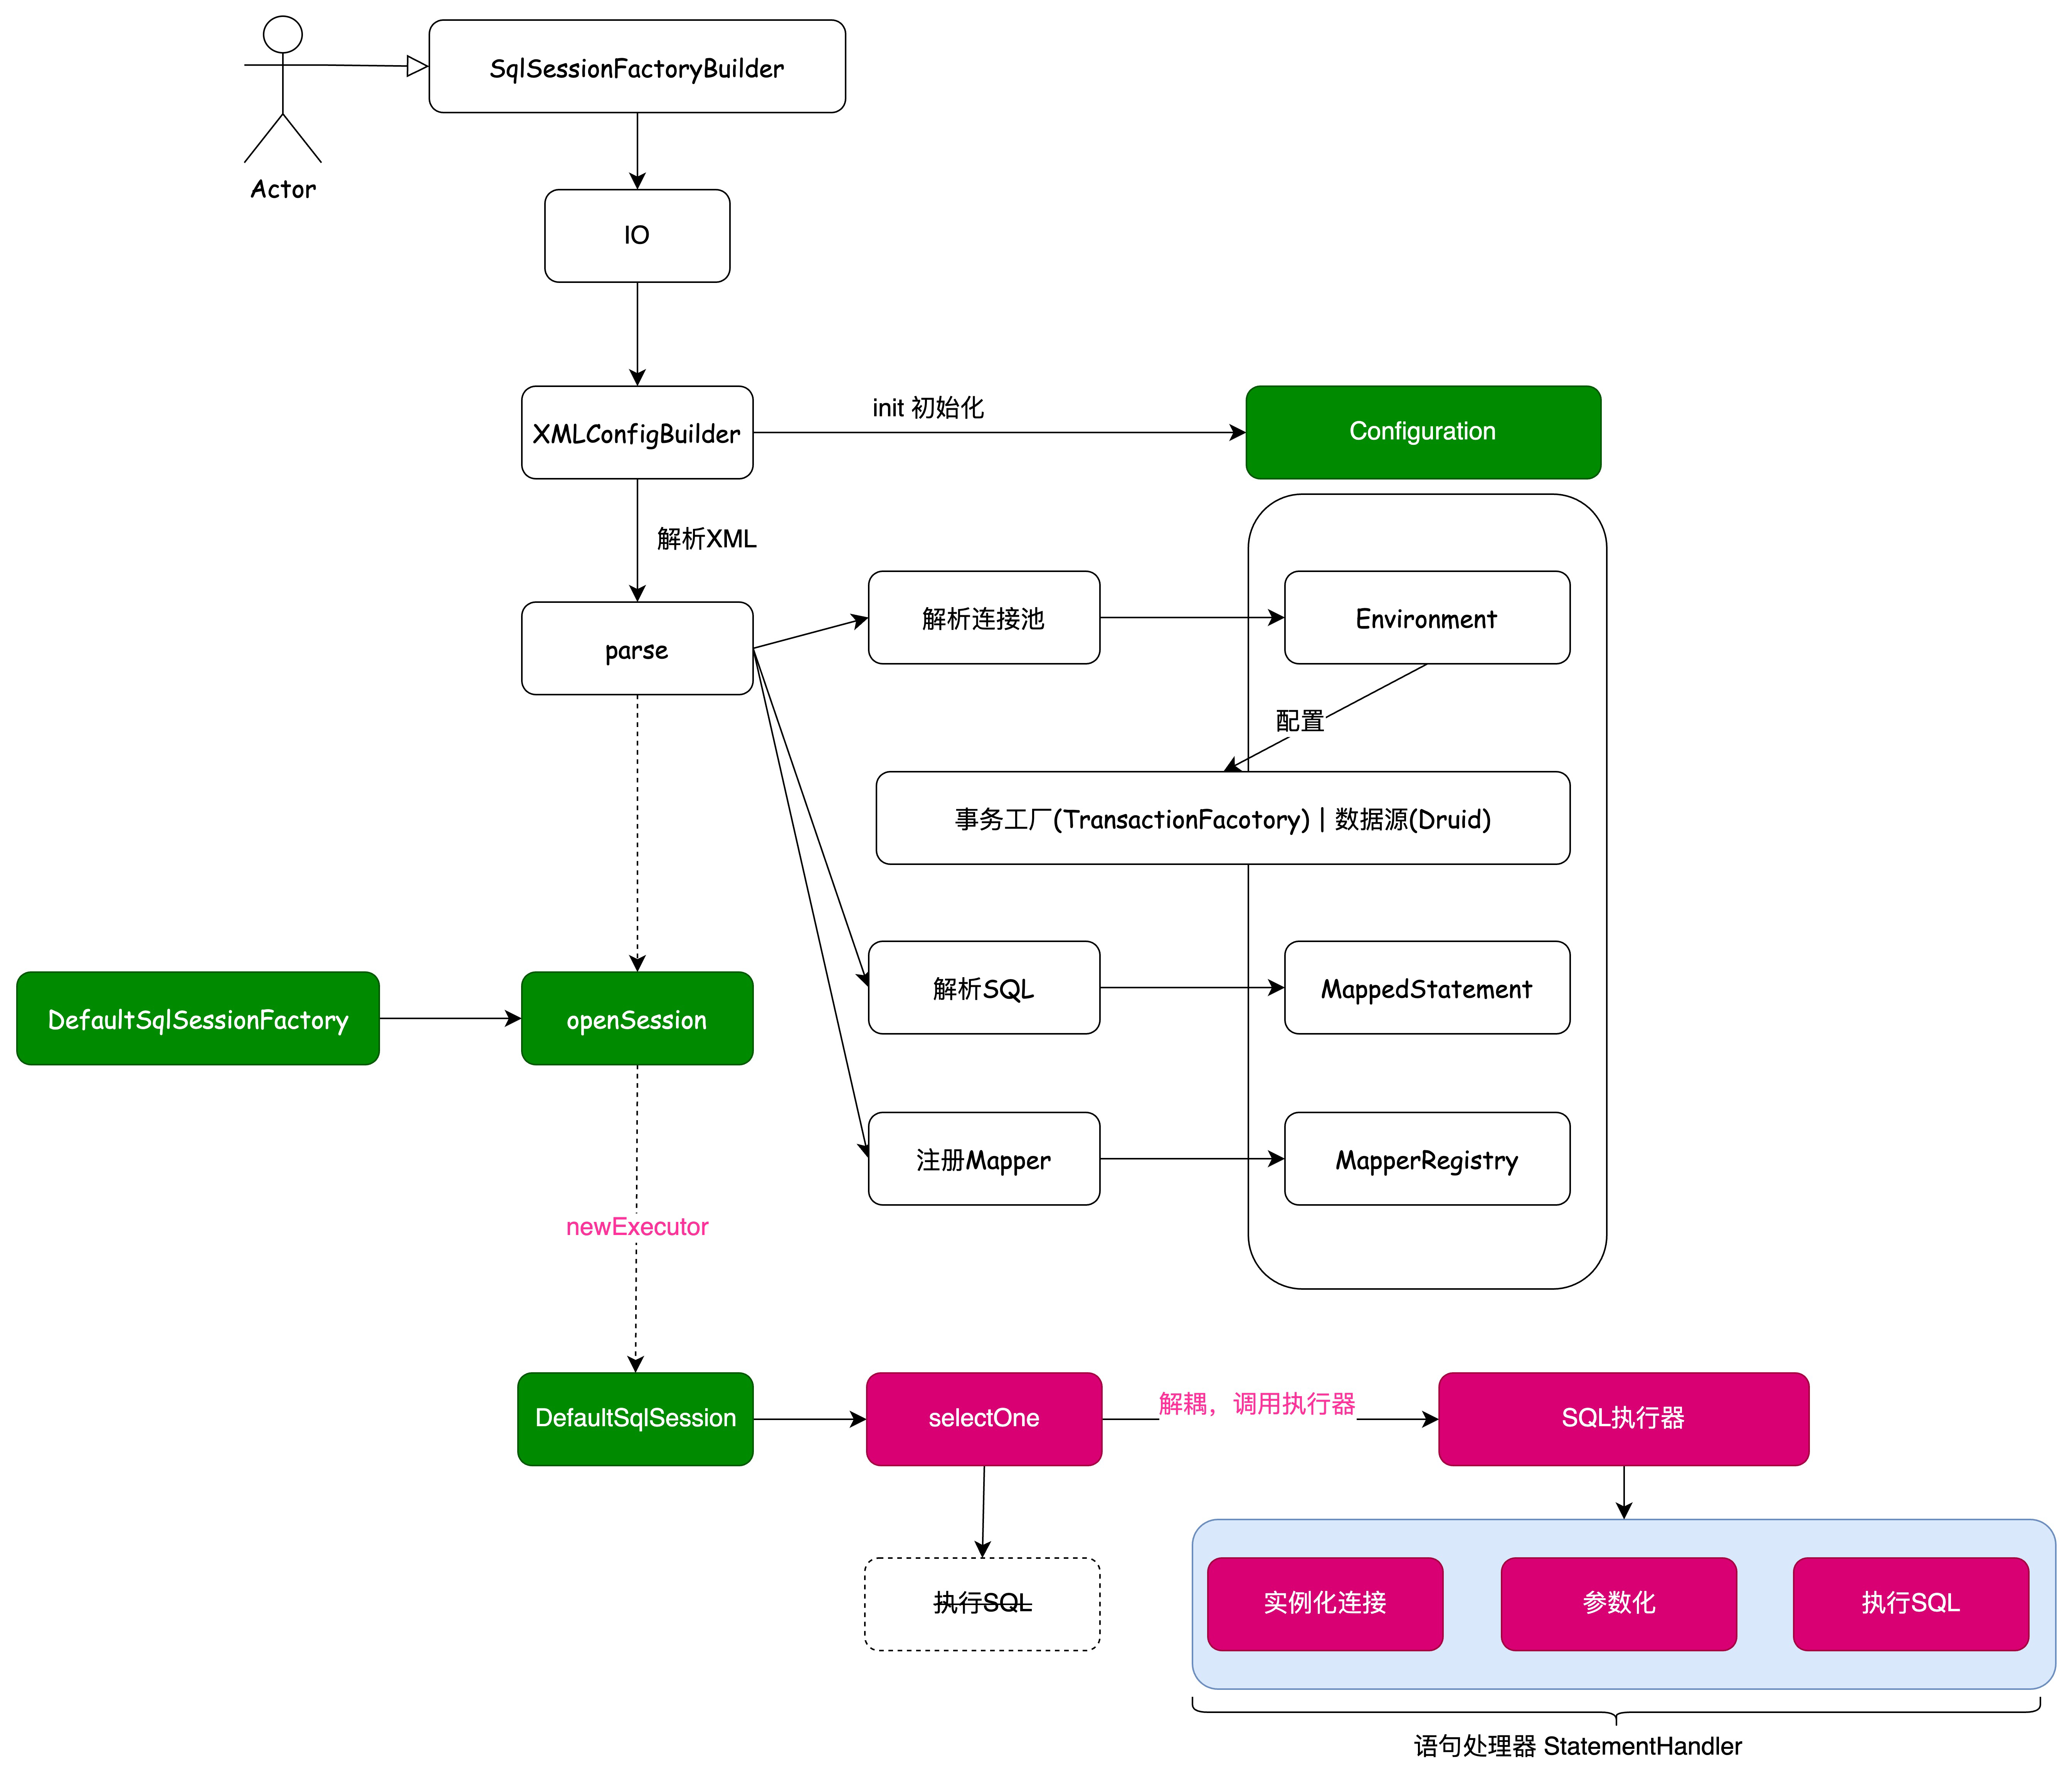 SqlSessionFactoryBuilder
Actor
IO
XMLConfigBuilder
init 初始化
Configuration
解析XML
parse
解析连接池
Environment
配置
事务工厂(TransactionFacotory) | 数据源(Druid)
DefaultSqlSessionFactory
openSession
解析SQL
MappedStatement
注册Mapper
MapperRegistry
newExecutor
DefaultSqlSession
selectOne
解耦，调用执行器
SQL执行器
执行SQL
实例化连接
参数化
执行SQL
语句处理器 StatementHandler